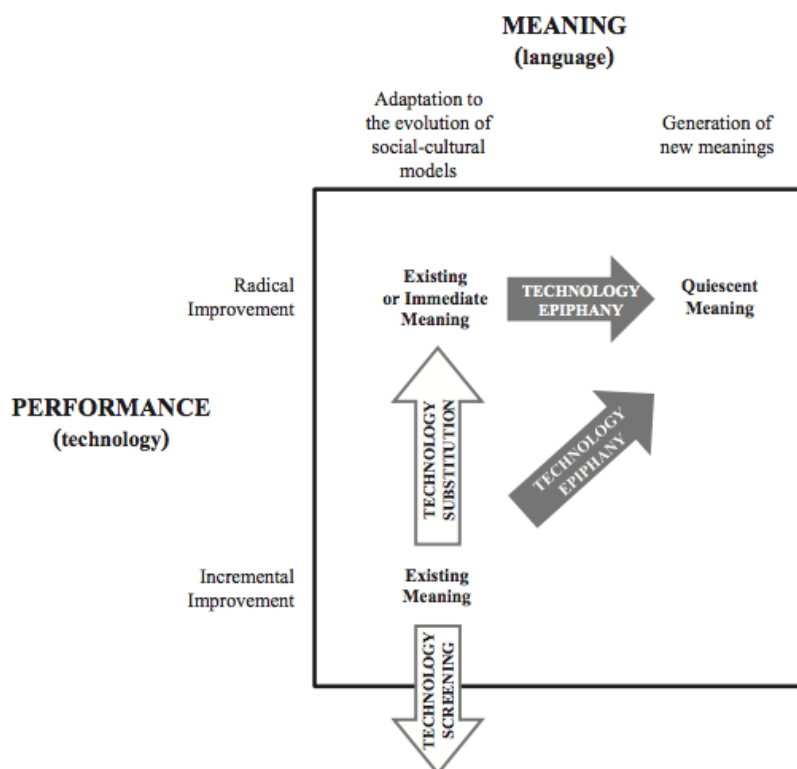 MEANING
(language)
Adaptation to
the evolution of
social-cultural
models
Generation of
new meanings
Radical
Improvement
Existing
or Immediate
Meaning
TECHNOLOGY
EPIPHANY
Quiescent
Meaning
PERFORMANCE
(technology)
TECHNOLOGY
SUBSTITUTION
TECHNOLOGY
EPIPHANY
Incremental
Improvement
Existing
Meaning
TECHNOLOGY
SCREENING